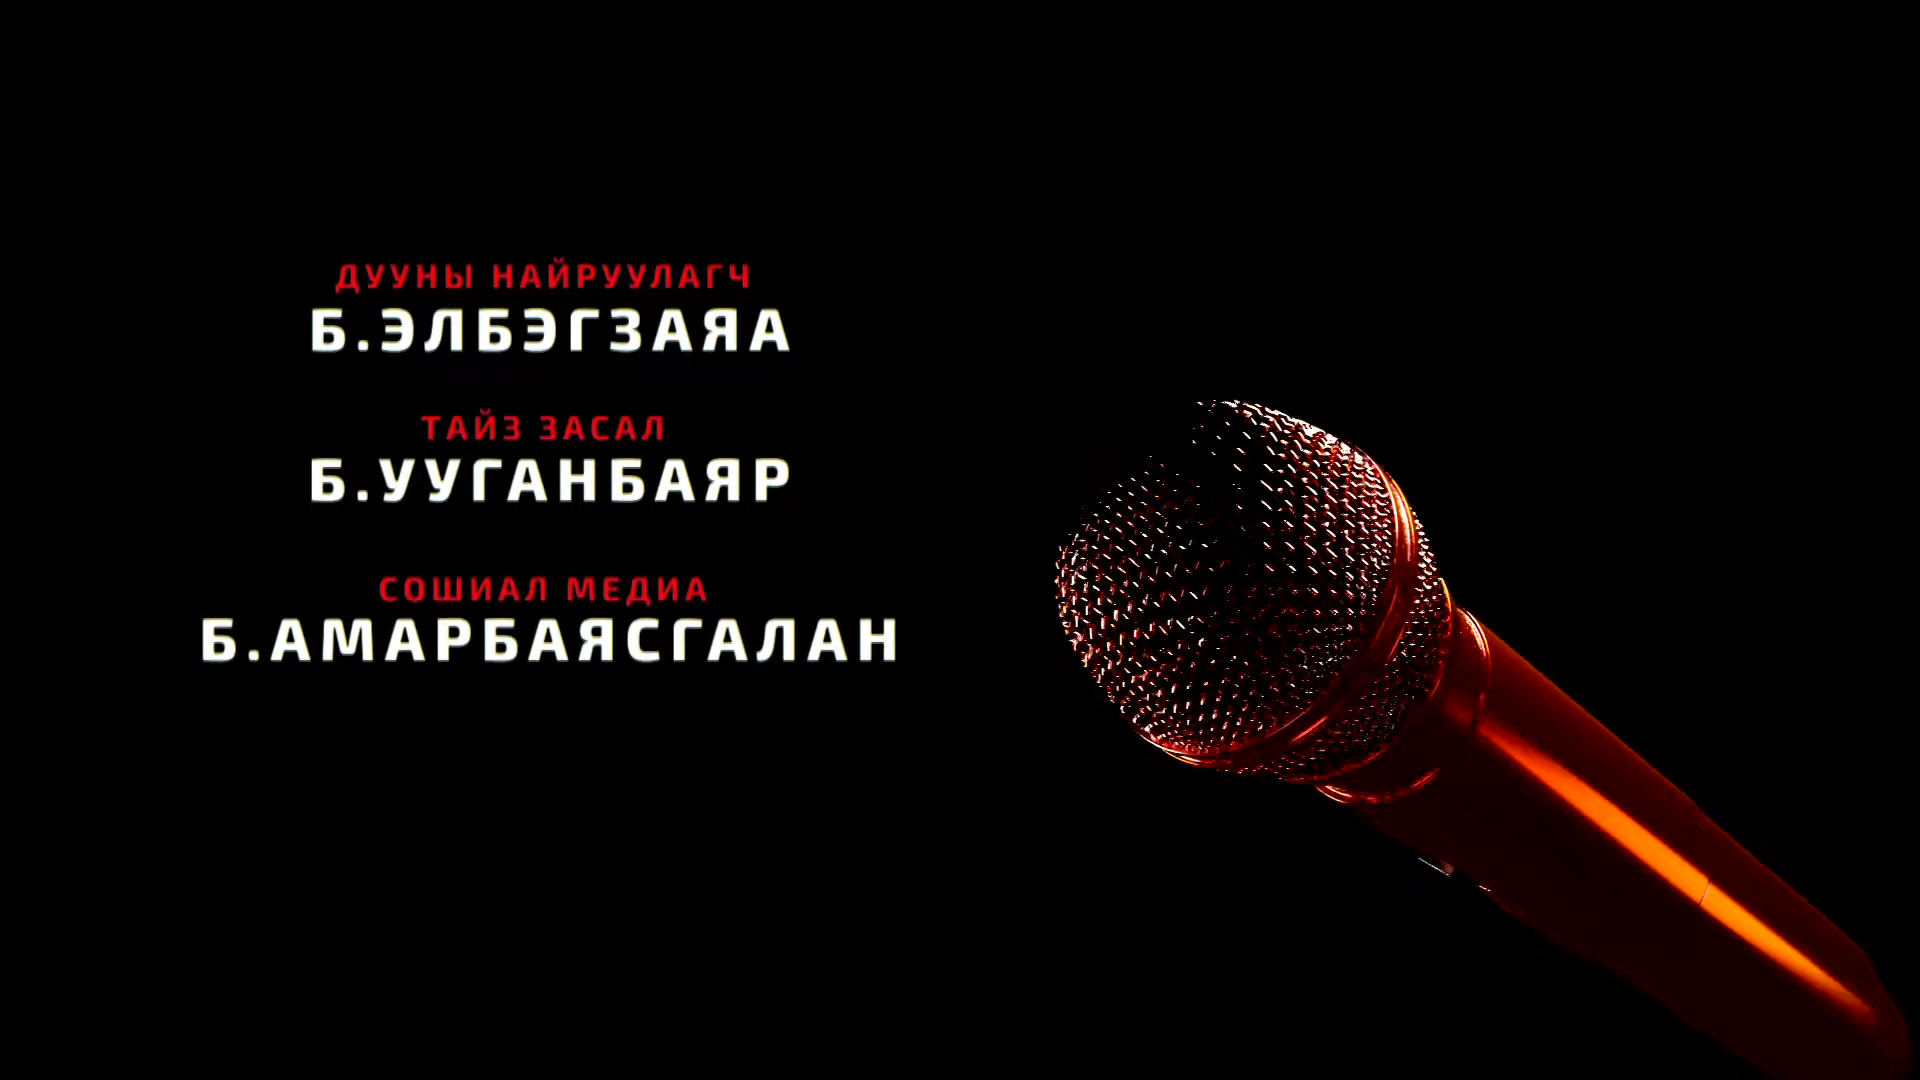 ДУУНЫ НАЙРУУЛАГЧ
Б.ЭЛБЭГЗАЯА
ТАЙЗ ЗАСАЛ
Б.УУГАНБАЯР
СОШИАЛ МЕДИА
Б.АМАРБАЯСГАЛАН